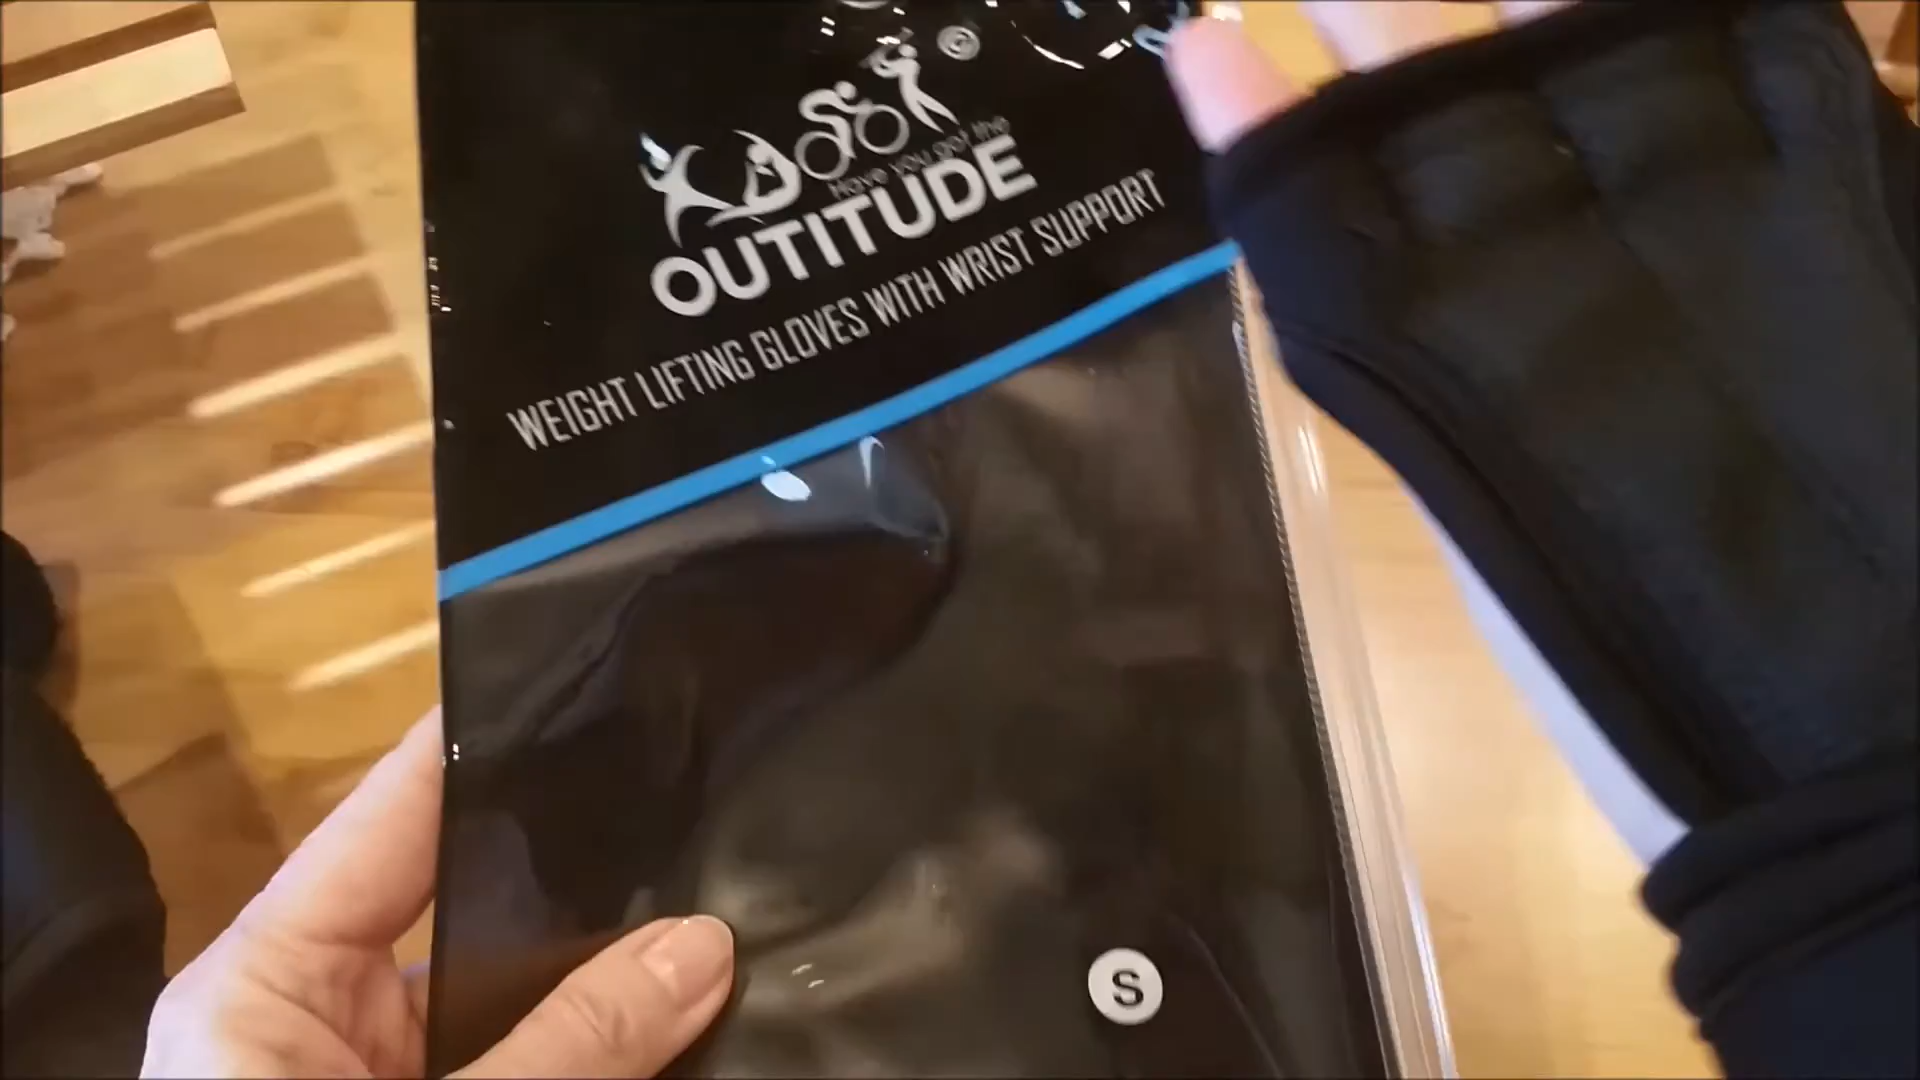 ©
Have you got the
OUTITUDE
WEIGHT LIFTING GLOVES WITH WRIST SUPPORT
S